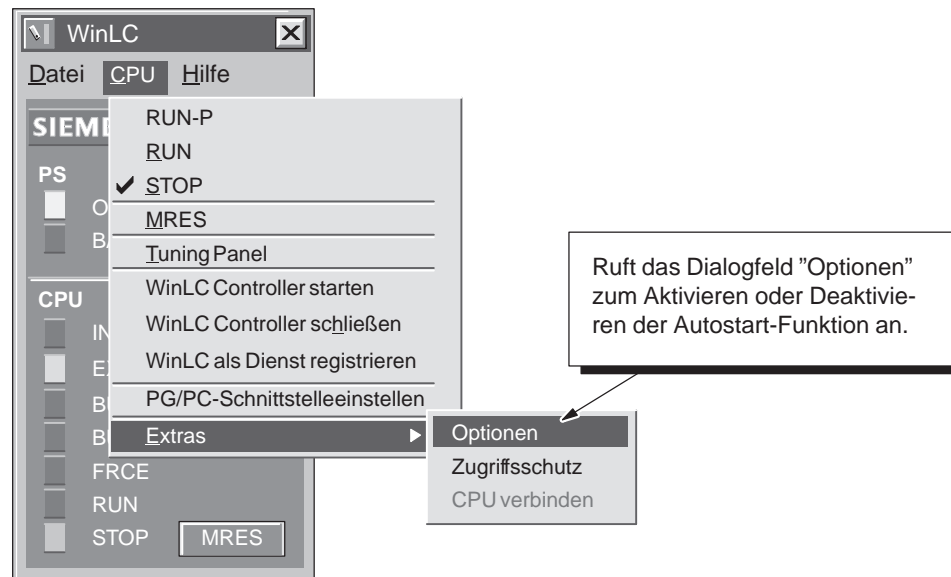 WinLC
Datei CPU Hilfe
RUN-P
RUN
STOP
MRES
Tuning Panel
WinLC Controller starten
WinLC Controller schließen
WinLC als Dienst registrieren
PG/PC-Schnittstelleeinstellen
Extras
Optionen
Zugriffsschutz
CPU verbinden
PS
CPU
FRCE
RUN
STOP MRES
Ruft das Dialogfeld ”Optionen”
zum Aktivieren oder Deaktivie-
ren der Autostart-Funktion an.